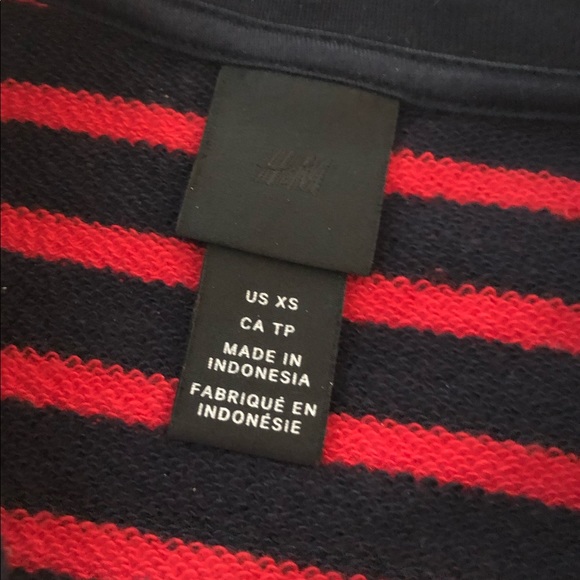 US XS
CA TP
MADE IN
INDONESIA
FABRIQUÉ EN
INDONÉSIE